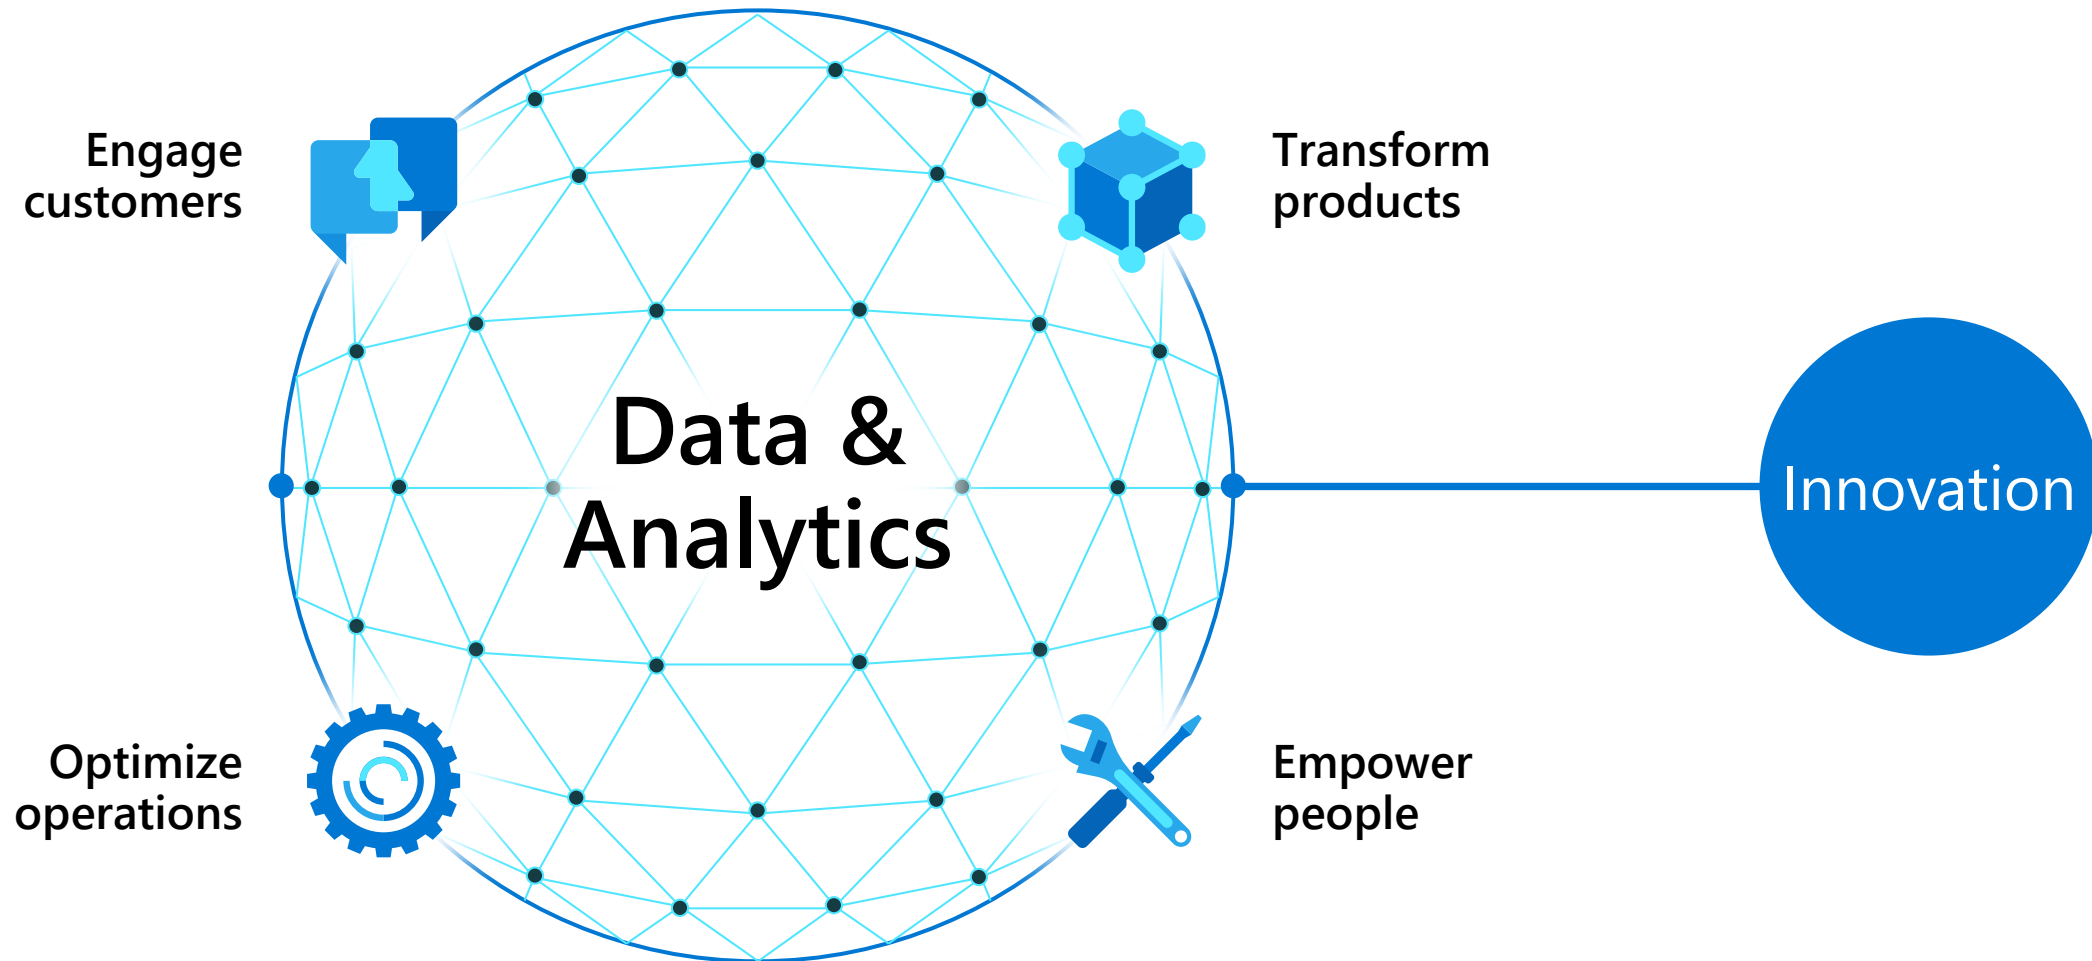 Engage
customers
Transform
products
Data &
Analytics
Innovation
Optimize
operations
Empower
people